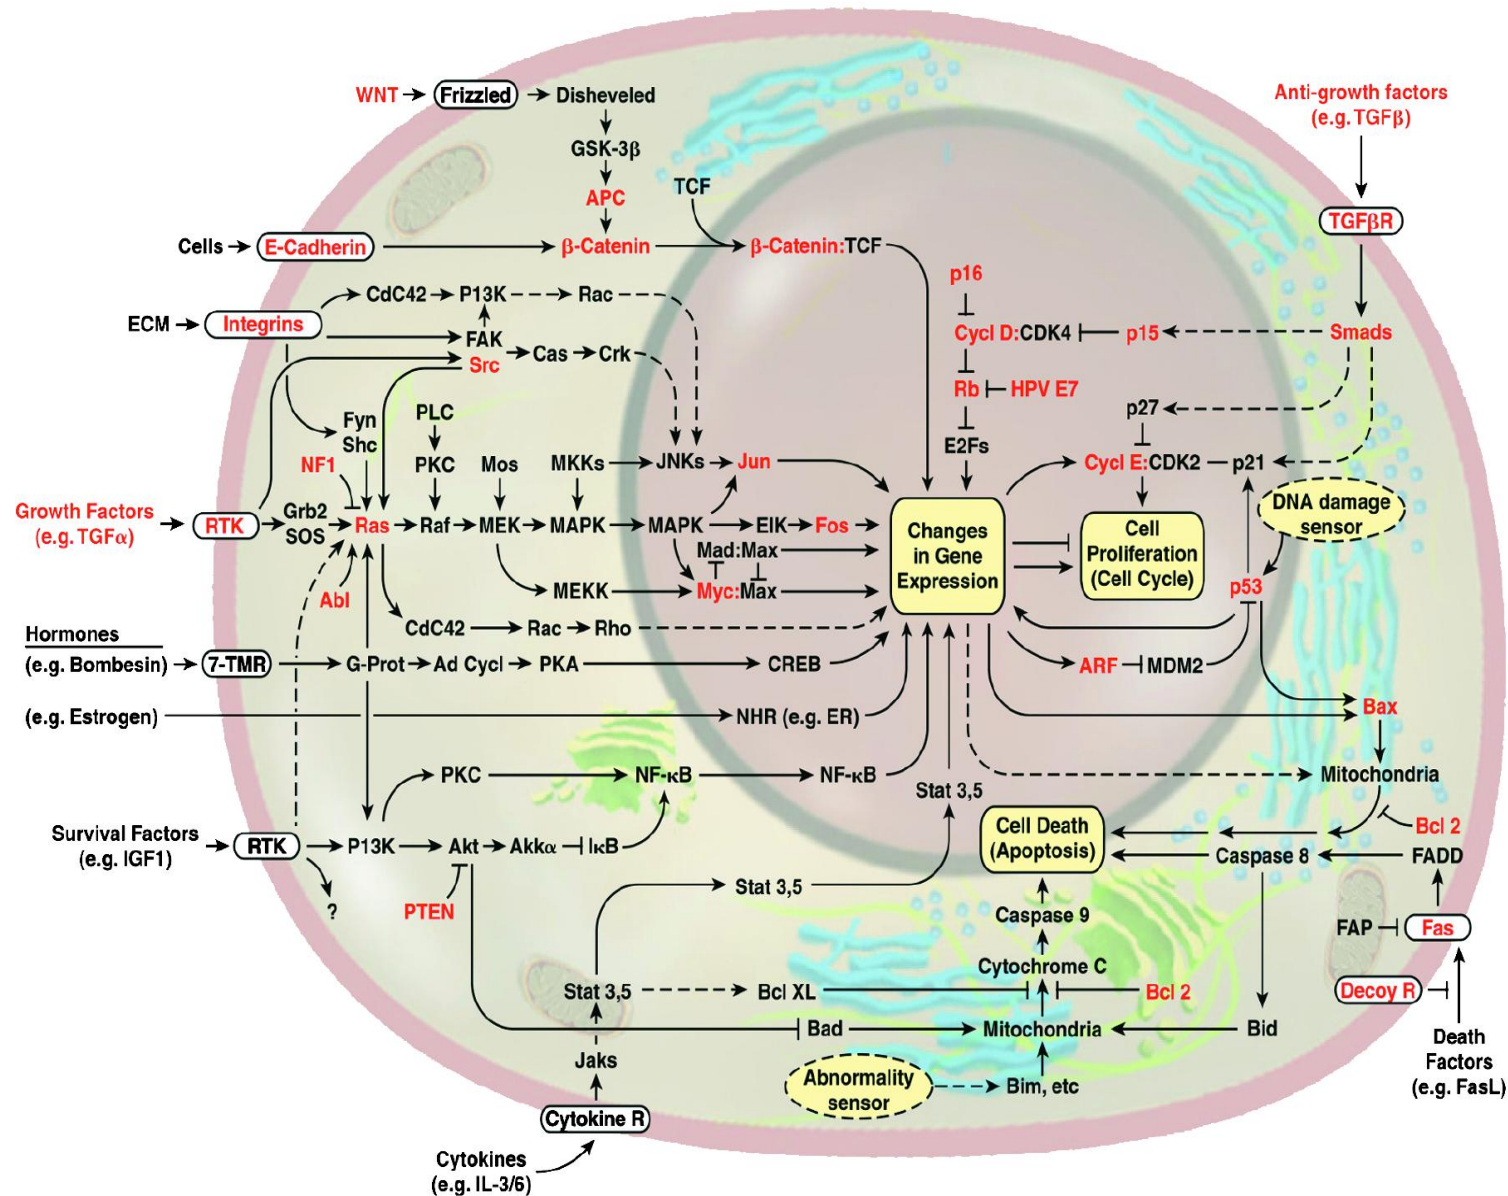 WNT
Frizzled
Disheveled
GSK-3β
APC
TCF
Cells
E-Cadherin
β-Catenin
β-Catenin:TCF
Anti-growth factors
(e.g. TGFβ)
TGFβR
Smads
p16
Cycl D:CDK4
p15
Rb
HPV E7
E2Fs
p27
Cycl E:CDK2
p21
DNA damage
sensor
ECM
Integrins
CdC42
P13K
Rac
FAK
Src
Cas
Crk
Fyn
Shc
PLC
PKC
NF1
Mos
MKKs
JNKs
Jun
Growth Factors
(e.g. TGFα)
RTK
Grb2
SOS
Ras
Raf
MEK
MAPK
MAPK
ElK
Fos
Mad:Max
MEKK
Myc:Max
Abl
CdC42
Rac
Rho
Changes
in Gene
Expression
Cell
Proliferation
(Cell Cycle)
p53
ARF
MDM2
Hormones
(e.g. Bombesin)
7-TMR
G-Prot
Ad Cycl
PKA
CREB
(e.g. Estrogen)
NHR (e.g. ER)
Bax
Mitochondria
Bcl 2
PKC
NF-κB
NF-κB
Stat 3,5
Survival Factors
(e.g. IGF1)
RTK
P13K
Akt
Akkα
IκB
?
PTEN
Stat 3,5
Cell Death
(Apoptosis)
Caspase 8
FADD
Caspase 9
FAP
Fas
Cytochrome C
Stat 3,5
Bcl XL
Bcl 2
Decoy R
Bad
Mitochondria
Bid
Death
Factors
(e.g. FasL)
Jaks
Abnormality
sensor
Bim, etc
Cytokine R
Cytokines
(e.g. IL-3/6)